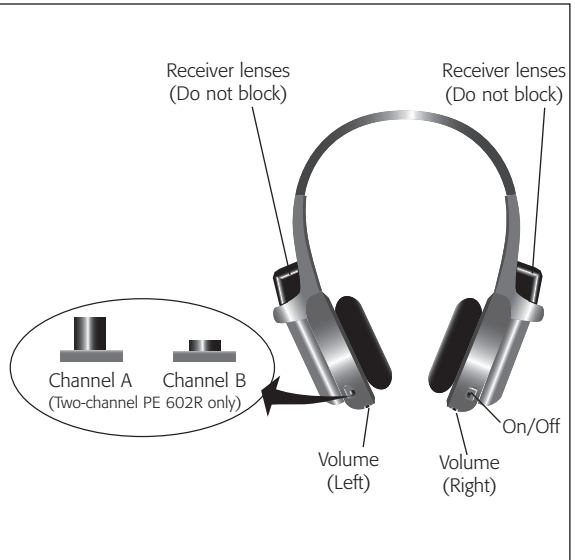 Receiver lenses
(Do not block)
Receiver lenses
(Do not block)
Channel A
Channel B
(Two-channel PE 602R only)
On/Off
Volume
(Left)
Volume
(Right)